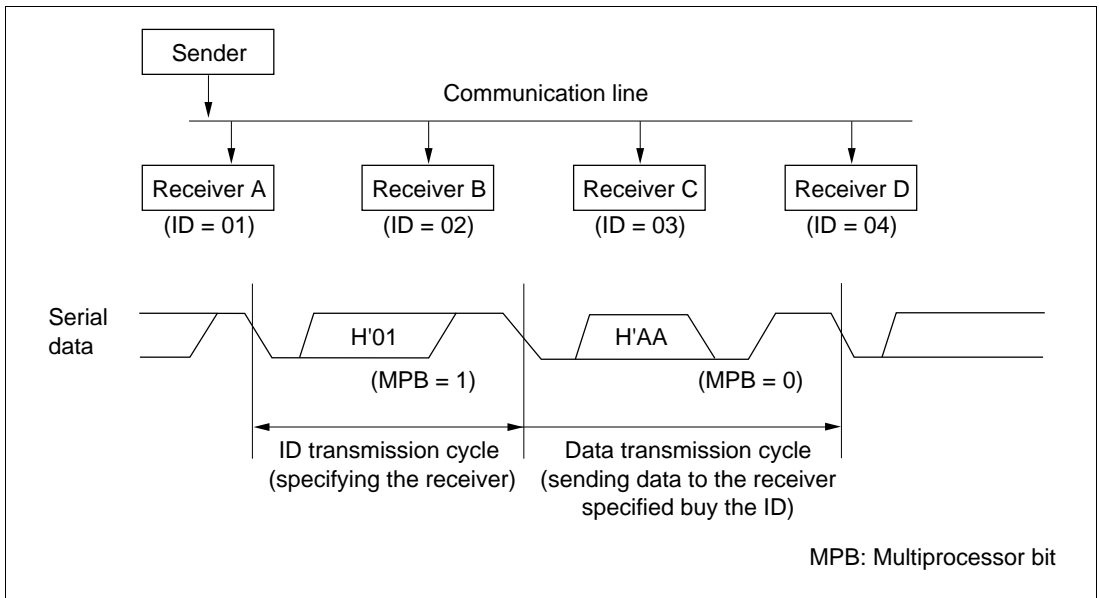 Sender
Communication line
Receiver A
Receiver B
Receiver C
Receiver D
(ID = 01)
(ID = 02)
(ID = 03)
(ID = 04)
Serial
data
H'01
H'AA
(MPB = 1)
(MPB = 0)
ID transmission cycle
(specifying the receiver)
Data transmission cycle
(sending data to the receiver
specified buy the ID)
MPB: Multiprocessor bit